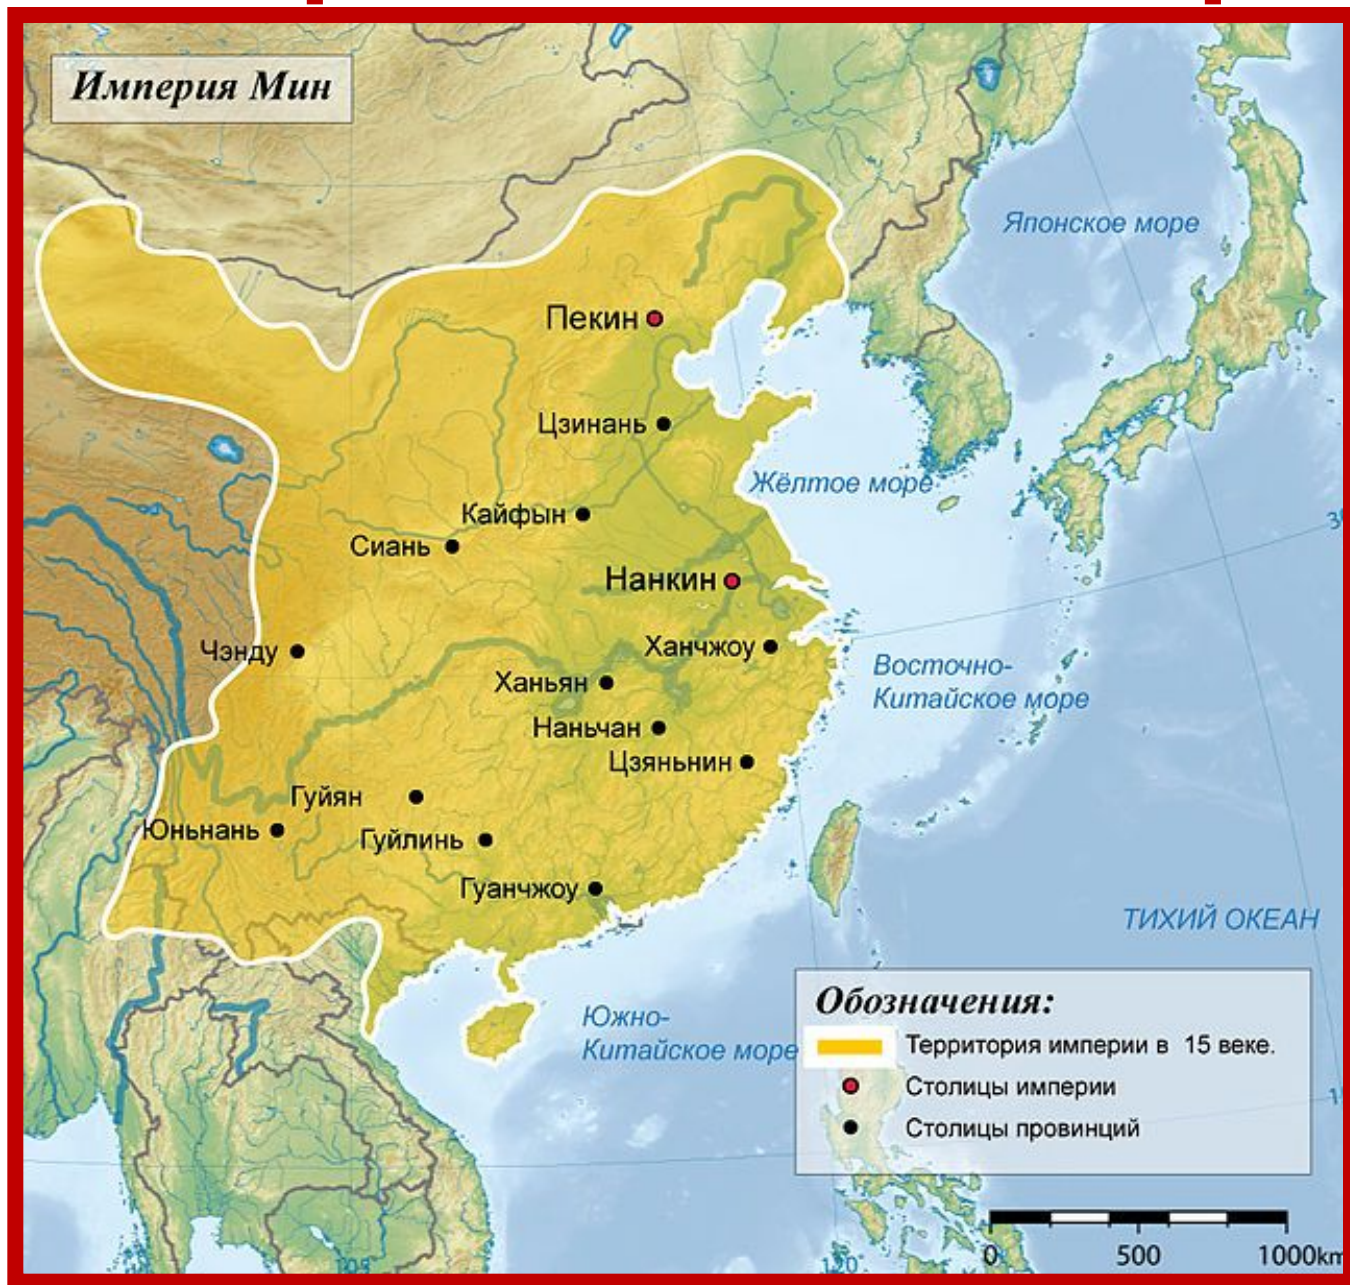 Империя Мин
Японское море
Пекин
Цзинань
Жёлтое море
Кайфын
Сиань
Нанкин
Ханчжоу
Чэнду
Восточно-
Китайское море
Ханьян
Наньчан
Цзяньнин
Гуйян
Юньнань
Гуйлинь
Гуанчжоу
ТИХИЙ ОКЕАН
Южно-
Китайское море
Обозначения:
Территория империи в 15 веке.
Столицы империи
Столицы провинций
0 500 1000km
105
120